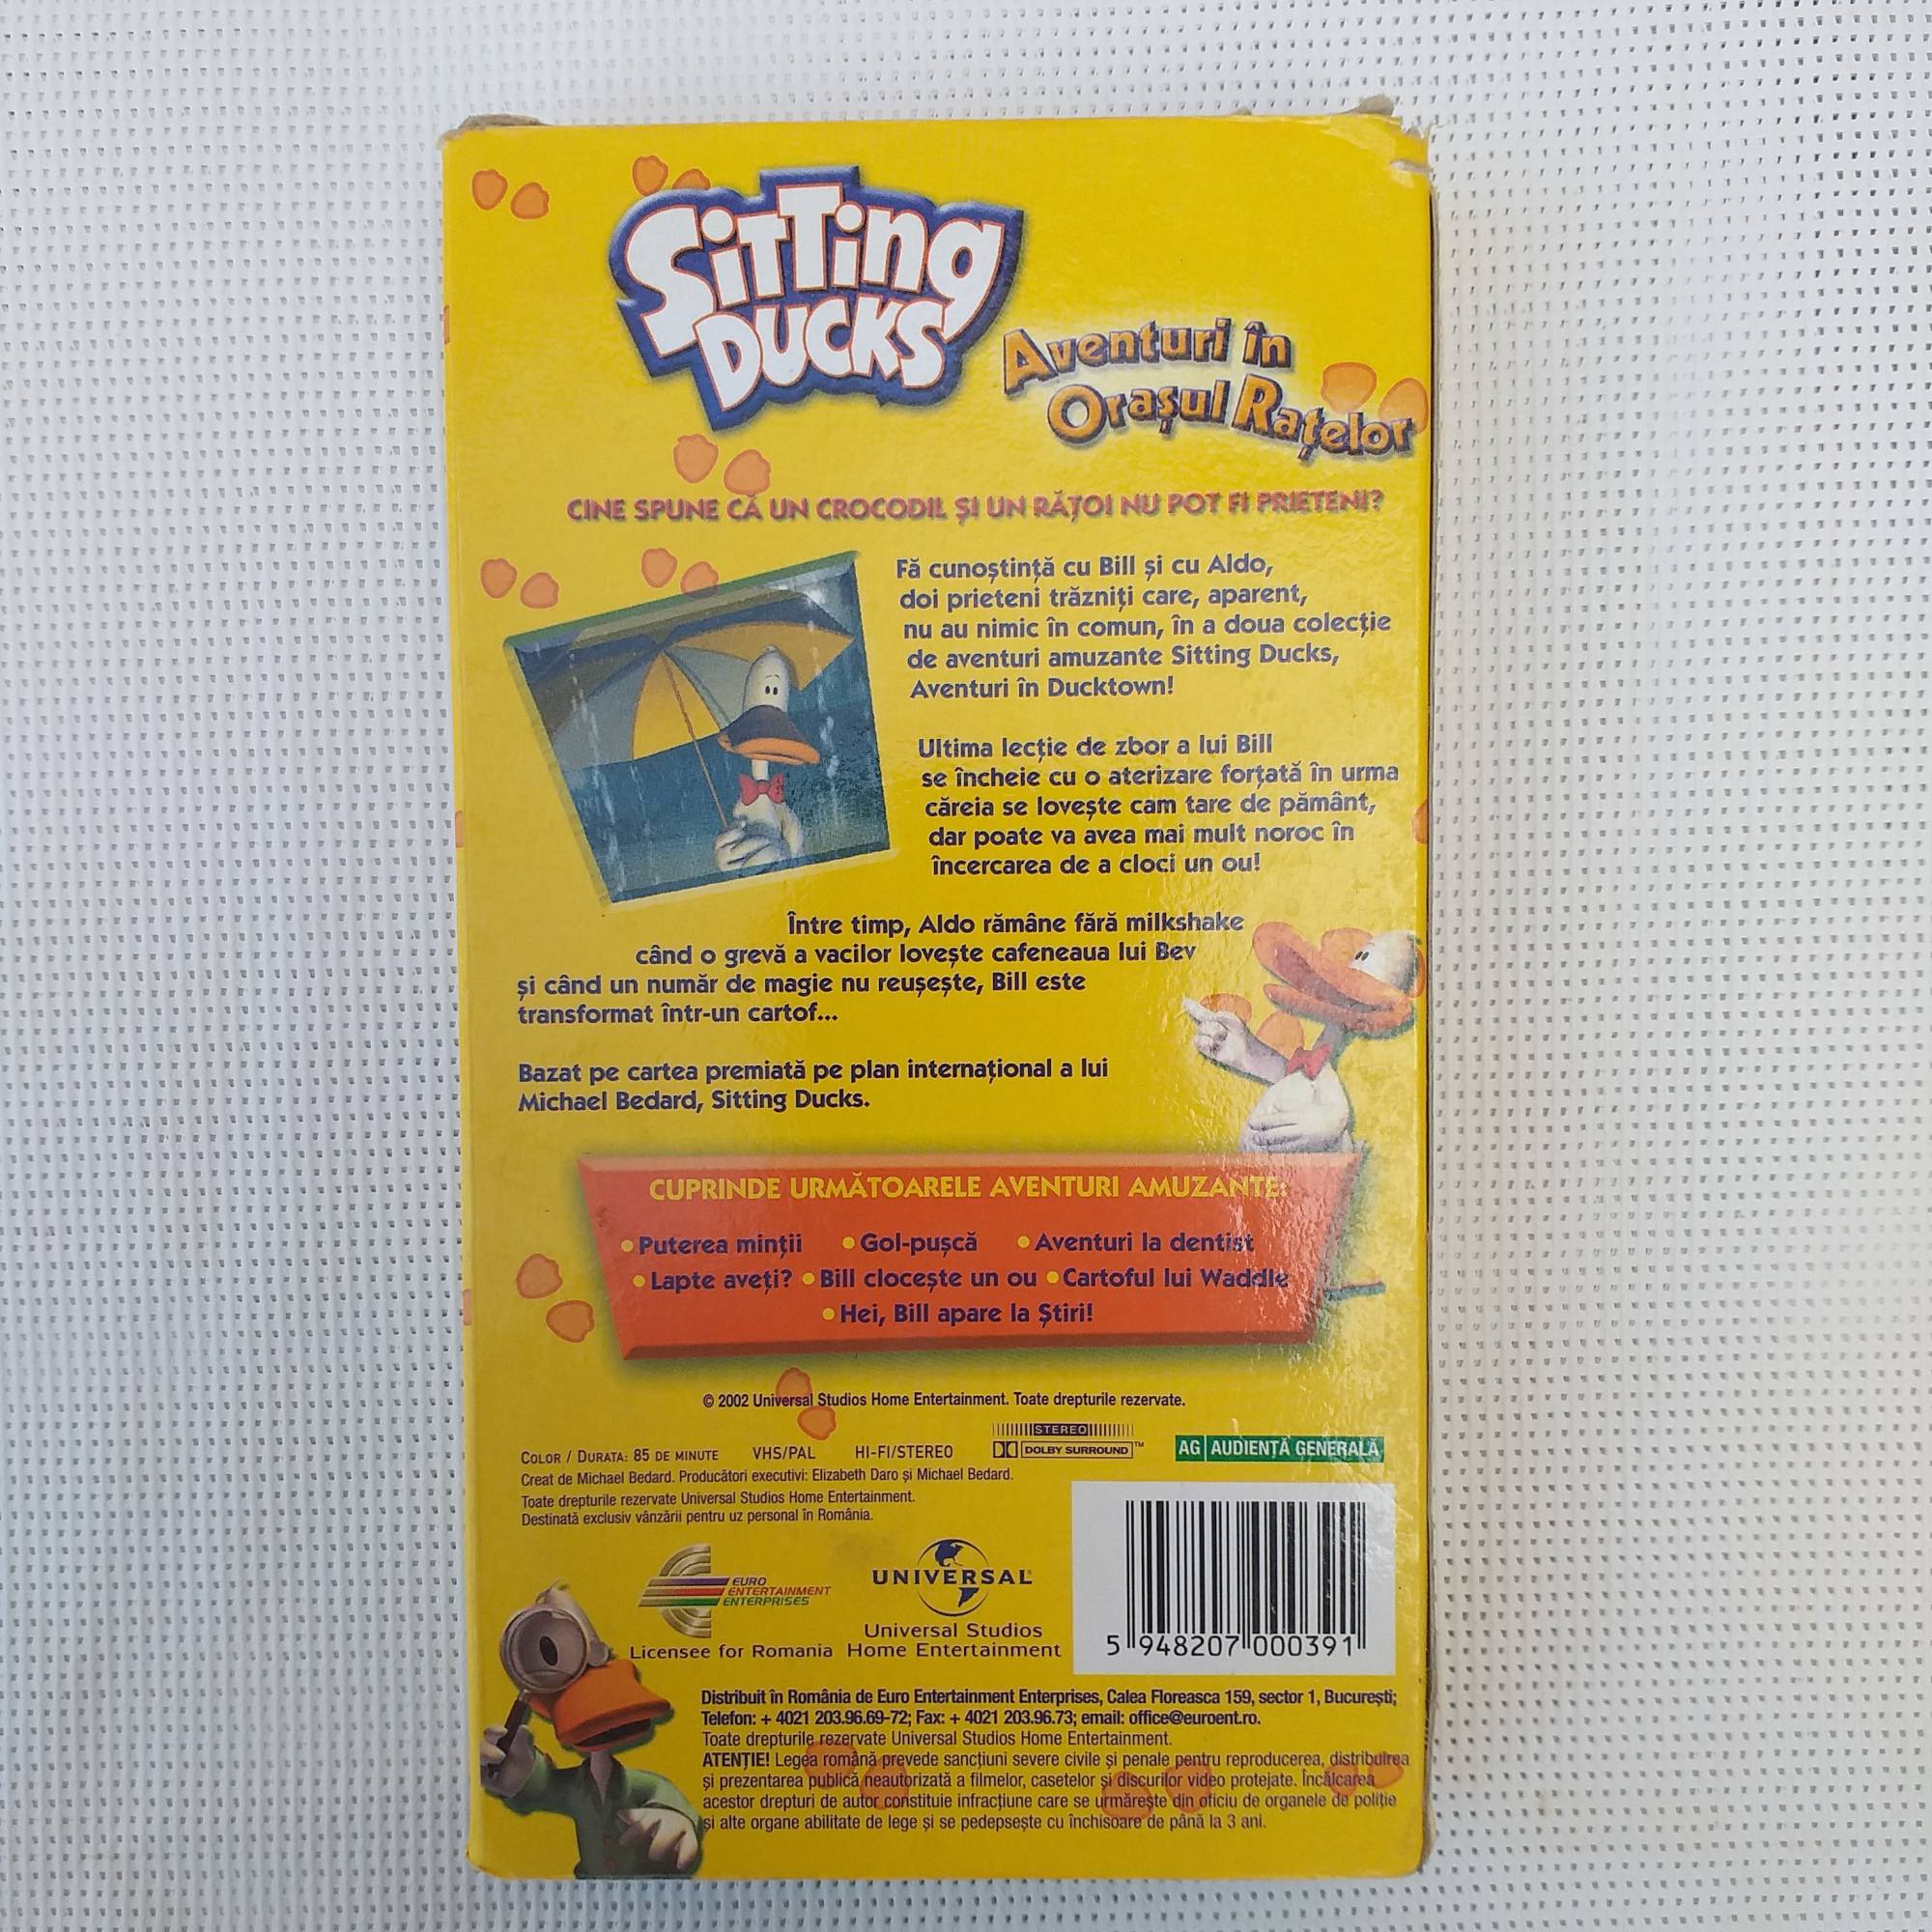 SITTING
DUCKS
Aventuri în
Orașul Rațelor
CINE SPUNE CĂ UN CROCODIL ȘI UN RĂȚOI NU POT FI PRIETENI?
Fă cunoștință cu Bill și cu Aldo,
doi prieteni trăzniți care, aparent,
nu au nimic în comun, în a doua colecție
de aventuri amuzante Sitting Ducks,
Aventuri în Ducktown!
Ultima lecție de zbor a lui Bill
se încheie cu o aterizare forțată în urma
căreia se lovește cam tare de pământ,
dar poate va avea mai mult noroc în
încercarea de a cloci un ou!
Între timp, Aldo rămâne fără milkshake
când o grevă a vacilor lovește cafeneaua lui Bev
și când un număr de magie nu reușește, Bill este
transformat într-un cartof...
Bazat pe cartea premiată pe plan internațional a lui
Michael Bedard, Sitting Ducks.
CUPRINDE URMĂTOARELE AVENTURI AMUZANTE:
• Puterea minții • Gol-pușcă • Aventuri la dentist
• Lapte aveți? • Bill clocește un ou • Cartoful lui Waddle
• Hei, Bill apare la Știri!
© 2002 Universal Studios Home Entertainment. Toate drepturile rezervate.
COLOR / DURATA: 85 DE MINUTE VHS/PAL HI-FI/STEREO
STEREO
DOLBY SURROUND™
AG AUDIENȚĂ GENERALĂ
Creat de Michael Bedard. Producători executivi: Elizabeth Daro și Michael Bedard.
Toate drepturile rezervate Universal Studios Home Entertainment.
Destinată exclusiv vânzării pentru uz personal în România.
EURO
ENTERTAINMENT
ENTERPRISES
Licensee for Romania
UNIVERSAL
Universal Studios
Home Entertainment
5 948207 000391
Distribuit în România de Euro Entertainment Enterprises, Calea Floreasca 159, sector 1, București;
Telefon: + 4021 203.96.69-72; Fax: + 4021 203.96.73; email: office@euroent.ro.
Toate drepturile rezervate Universal Studios Home Entertainment.
ATENȚIE! Legea română prevede sancțiuni severe civile și penale pentru reproducerea, distribuirea
și prezentarea publică neautorizată a filmelor, casetelor și discurilor video protejate. Încălcarea
acestor drepturi de autor constituie infracțiune care se urmărește din oficiu de organele de poliție
și alte organe abilitate de lege și se pedepsește cu închisoare de până la 3 ani.